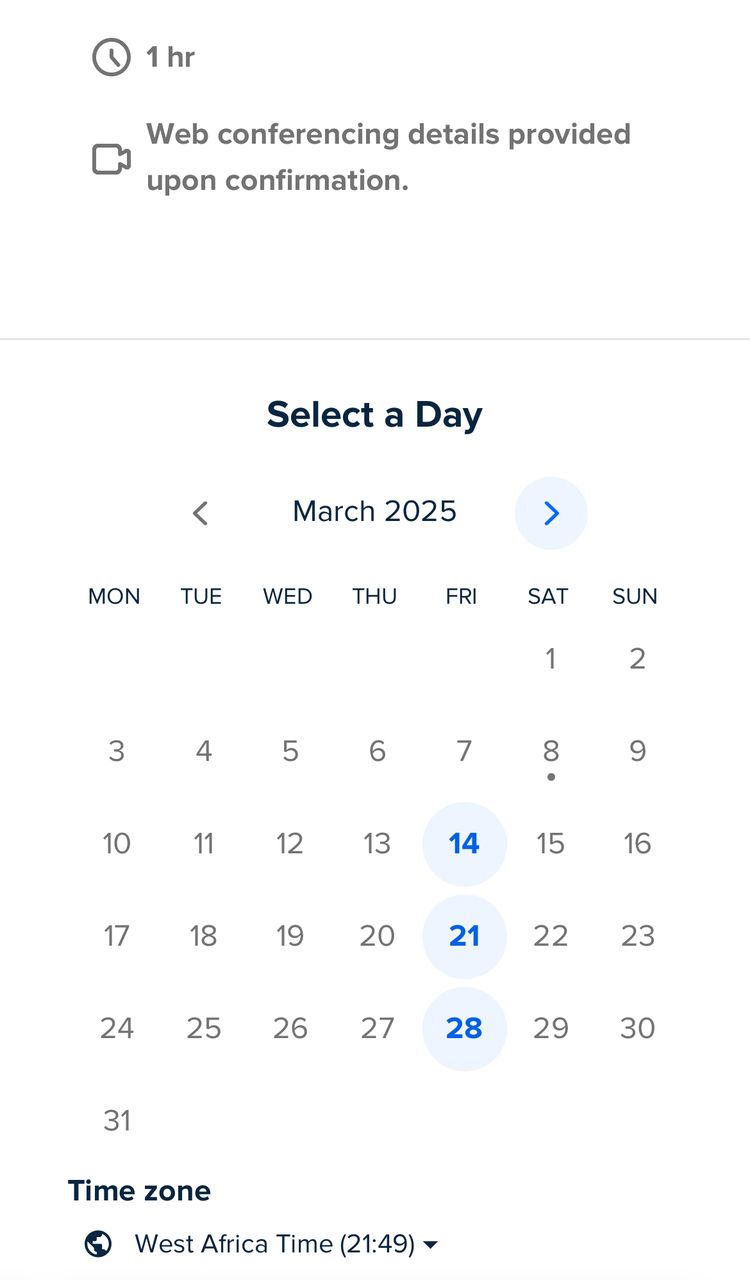 1 hr
Web conferencing details provided
upon confirmation.
Select a Day
March 2025
MON TUE WED THU FRI SAT SUN
1 2
3 4 5 6 7 8 9
10 11 12 13 14 15 16
17 18 19 20 21 22 23
24 25 26 27 28 29 30
31
Time zone
West Africa Time (21:49)